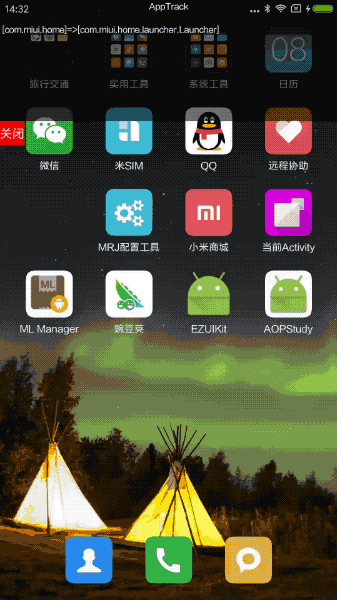 14:32
AppTrack
[com.miui.home]=>[com.miui.home.launcher.Launcher]
旅行交通 实用工具 系统工具 08
日历
关闭
微信 米SIM QQ 远程协助
mi
MRJ配置工具 小米商城 当前Activity
ML
ML Manager 豌豆荚 EZUIKit AOPStudy